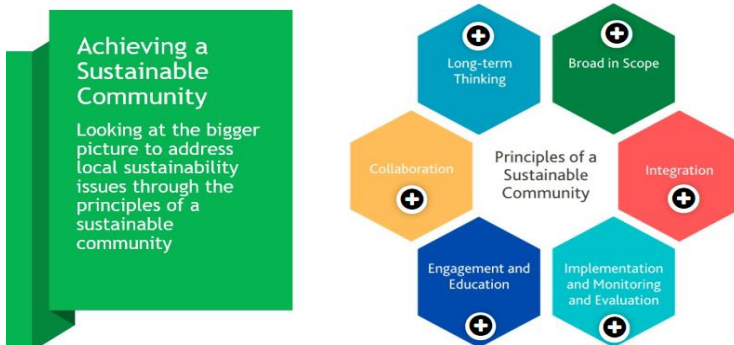 Achieving a
Sustainable
Community
Looking at the bigger
picture to address
local sustainability
issues through the
principles of a
sustainable
community
Long-term
Thinking
Broad in Scope
Collaboration
Principles of a
Sustainable
Community
Integration
Engagement and
Education
Implementation
and Monitoring
and Evaluation